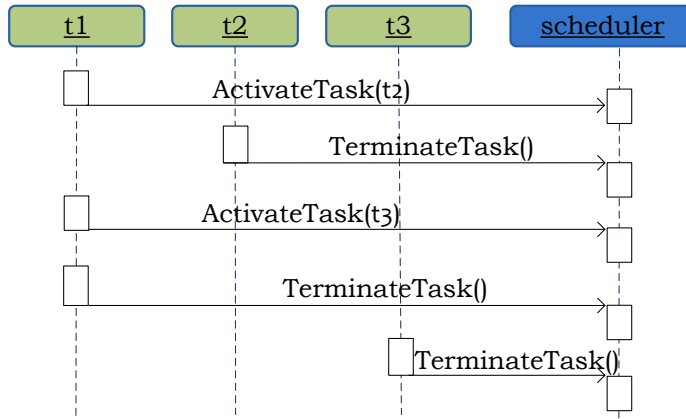 t1
t2
t3
scheduler
ActivateTask(t2)
TerminateTask()
ActivateTask(t3)
TerminateTask()
TerminateTask()